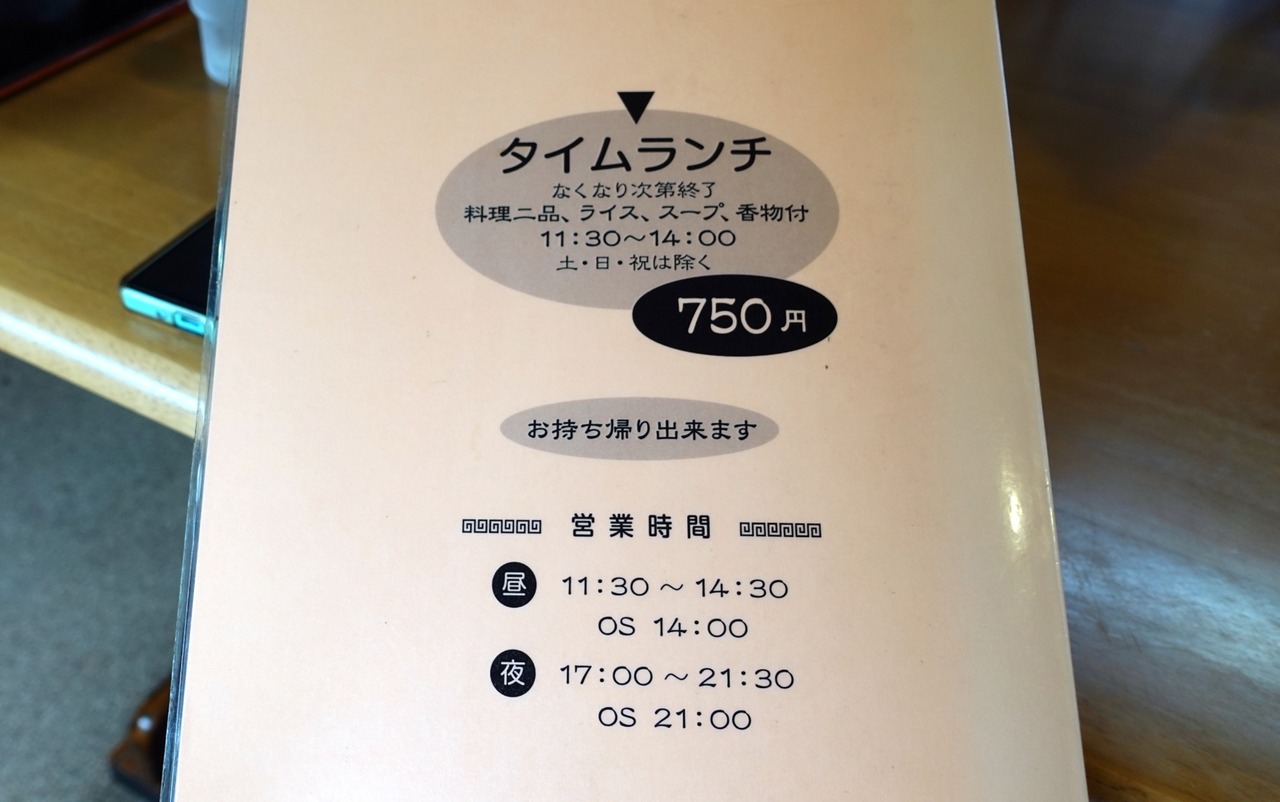 タイムランチ
なくなり次第終了
料理二品、ライス、スープ、香物付
11:30〜14:00
土・日・祝は除く
750円
お持ち帰り出来ます
営業時間
昼 11:30 〜 14:30
OS 14:00
夜 17:00 〜 21:30
OS 21:00